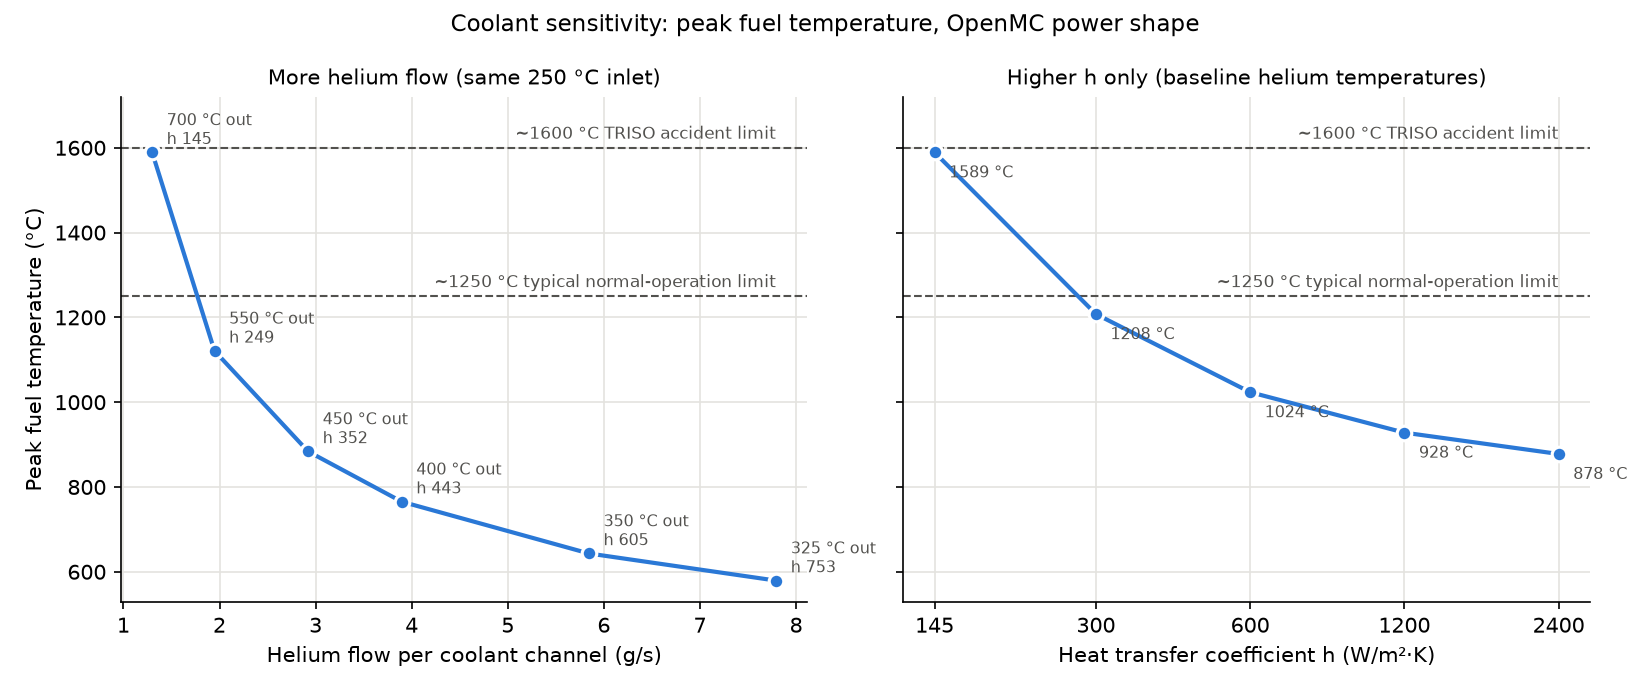 Coolant sensitivity: peak fuel temperature, OpenMC power shape
More helium flow (same 250 °C inlet)
Peak fuel temperature (°C)
1600
1400
1200
1000
800
600
700 °C out
h 145
~1600 °C TRISO accident limit
~1250 °C typical normal-operation limit
550 °C out
h 249
450 °C out
h 352
400 °C out
h 443
350 °C out
h 605
325 °C out
h 753
1
2
3
4
5
6
7
8
Helium flow per coolant channel (g/s)
Higher h only (baseline helium temperatures)
~1600 °C TRISO accident limit
1589 °C
~1250 °C typical normal-operation limit
1208 °C
1024 °C
928 °C
878 °C
145
300
600
1200
2400
Heat transfer coefficient h (W/m²·K)